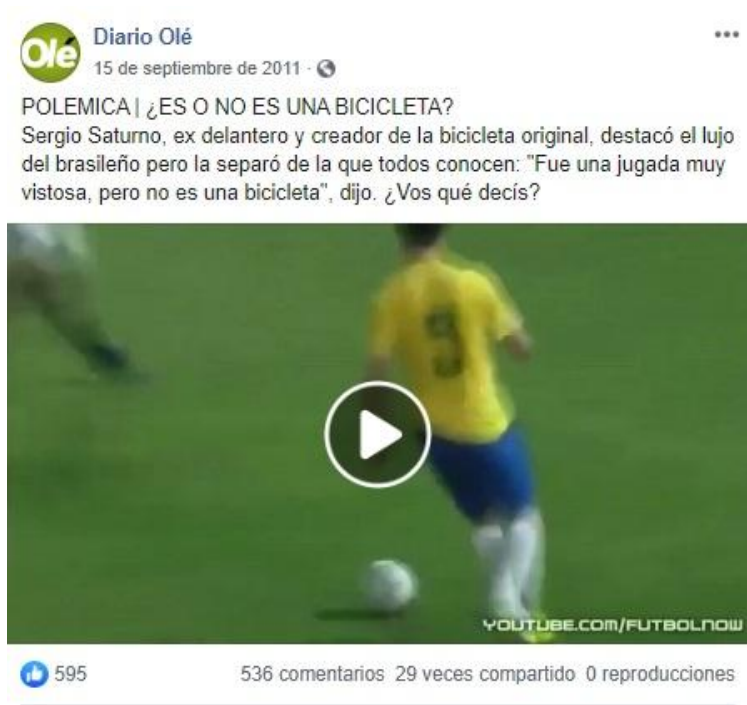 Olé
Diario Olé
15 de septiembre de 2011 ·
POLEMICA | ¿ES O NO ES UNA BICICLETA?
Sergio Saturno, ex delantero y creador de la bicicleta original, destacó el lujo
del brasileño pero la separó de la que todos conocen: "Fue una jugada muy
vistosa, pero no es una bicicleta", dijo. ¿Vos qué decís?
9
YOUTUBE.COM/FUTBOLNOW
595
536 comentarios 29 veces compartido 0 reproducciones